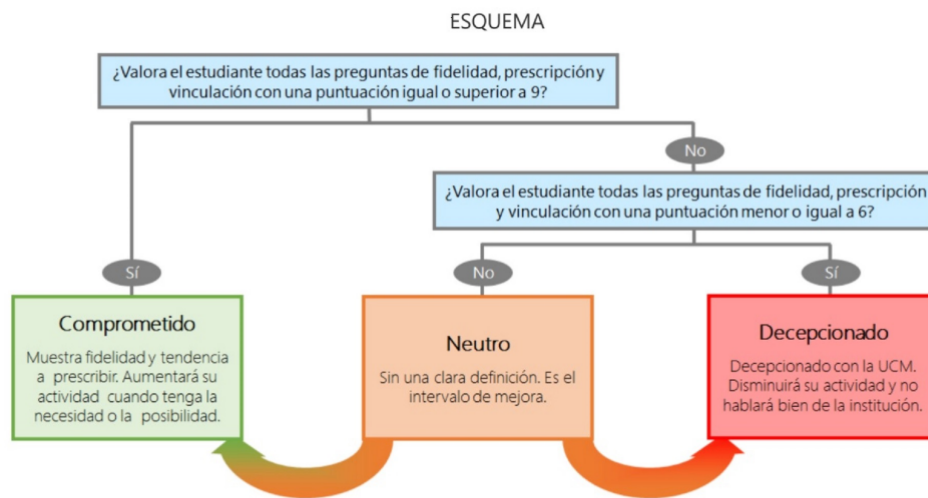 ESQUEMA
¿Valora el estudiante todas las preguntas de fidelidad, prescripción y
vinculación con una puntuación igual o superior a 9?
No
¿Valora el estudiante todas las preguntas de fidelidad, prescripción
y vinculación con una puntuación menor o igual a 6?
Sí
No
Sí
Comprometido
Muestra fidelidad y tendencia
a prescribir. Aumentará su
actividad cuando tenga la
necesidad o la posibilidad.
Neutro
Sin una clara definición. Es el
intervalo de mejora.
Decepcionado
Decepcionado con la UCM.
Disminuirá su actividad y no
hablará bien de la institución.